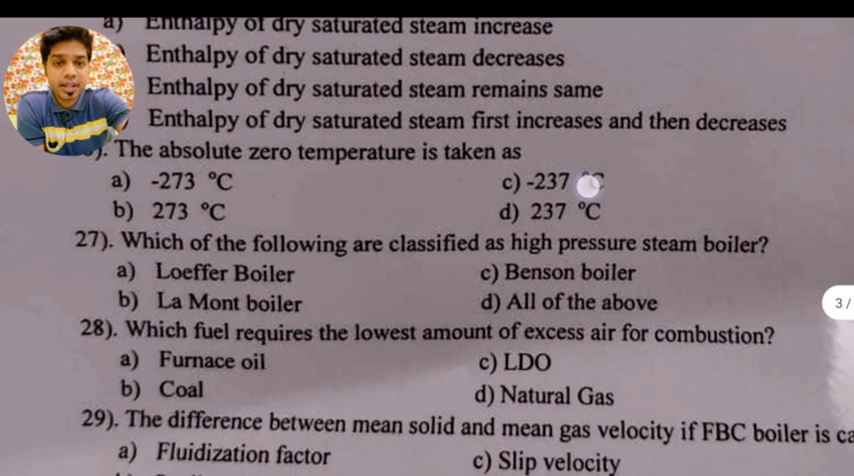 a) Enthalpy of dry saturated steam increase
Enthalpy of dry saturated steam decreases
Enthalpy of dry saturated steam remains same
Enthalpy of dry saturated steam first increases and then decreases
). The absolute zero temperature is taken as
a) -273 °C c) -237 °C
b) 273 °C d) 237 °C
27). Which of the following are classified as high pressure steam boiler?
a) Loeffer Boiler c) Benson boiler
b) La Mont boiler d) All of the above
28). Which fuel requires the lowest amount of excess air for combustion?
a) Furnace oil c) LDO
b) Coal d) Natural Gas
29). The difference between mean solid and mean gas velocity if FBC boiler is ca
a) Fluidization factor c) Slip velocity
3 /